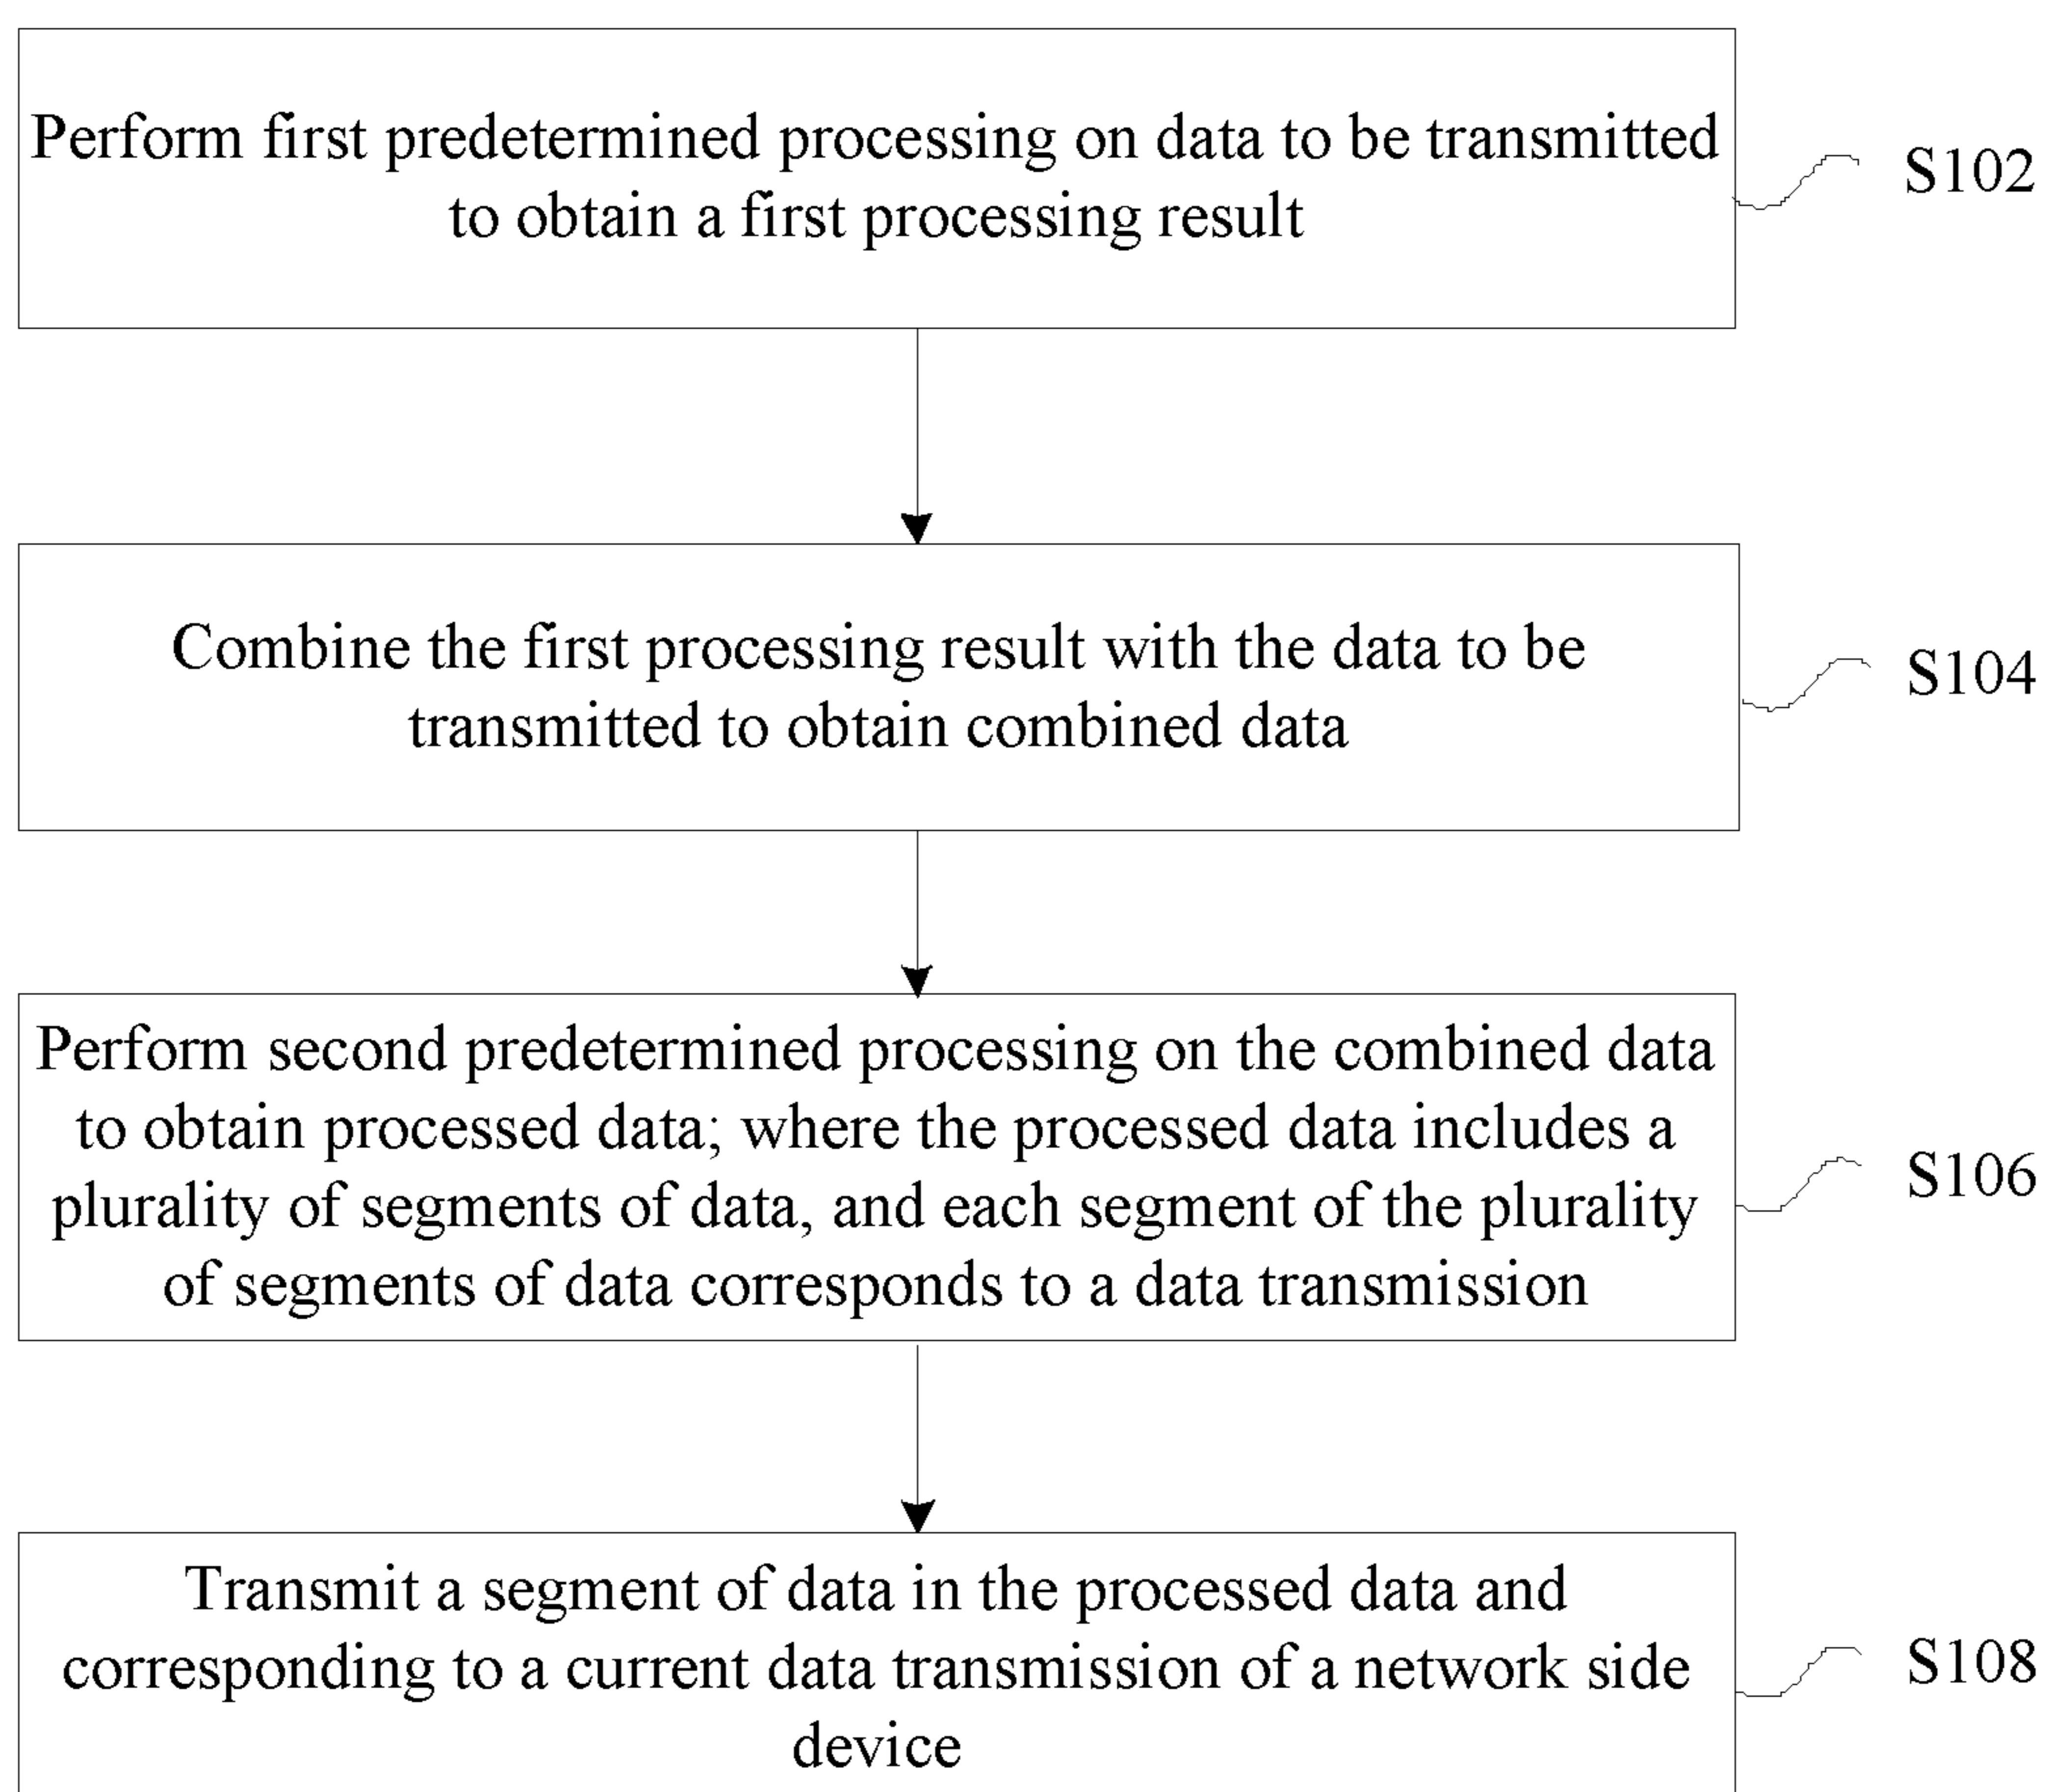 Perform first predetermined processing on data to be transmitted
to obtain a first processing result
S102
Combine the first processing result with the data to be
transmitted to obtain combined data
S104
Perform second predetermined processing on the combined data
to obtain processed data; where the processed data includes a
plurality of segments of data, and each segment of the plurality
of segments of data corresponds to a data transmission
S106
Transmit a segment of data in the processed data and
corresponding to a current data transmission of a network side
device
S108